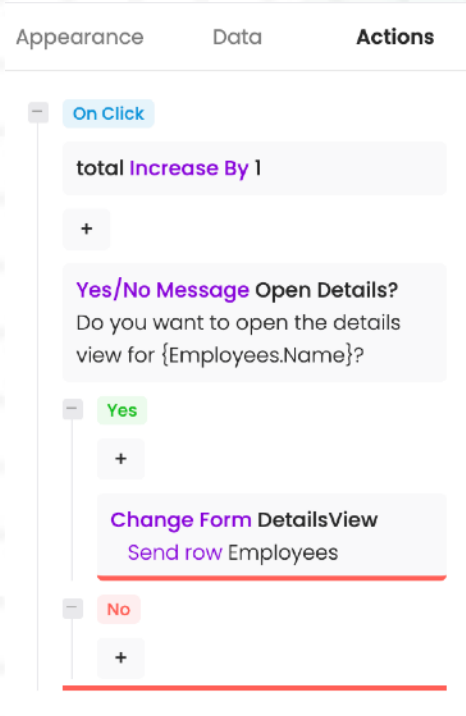 Appearance Data Actions
On Click
total Increase By 1
+
Yes/No Message Open Details?
Do you want to open the details
view for {Employees.Name}?
Yes
+
Change Form DetailsView
Send row Employees
No
+